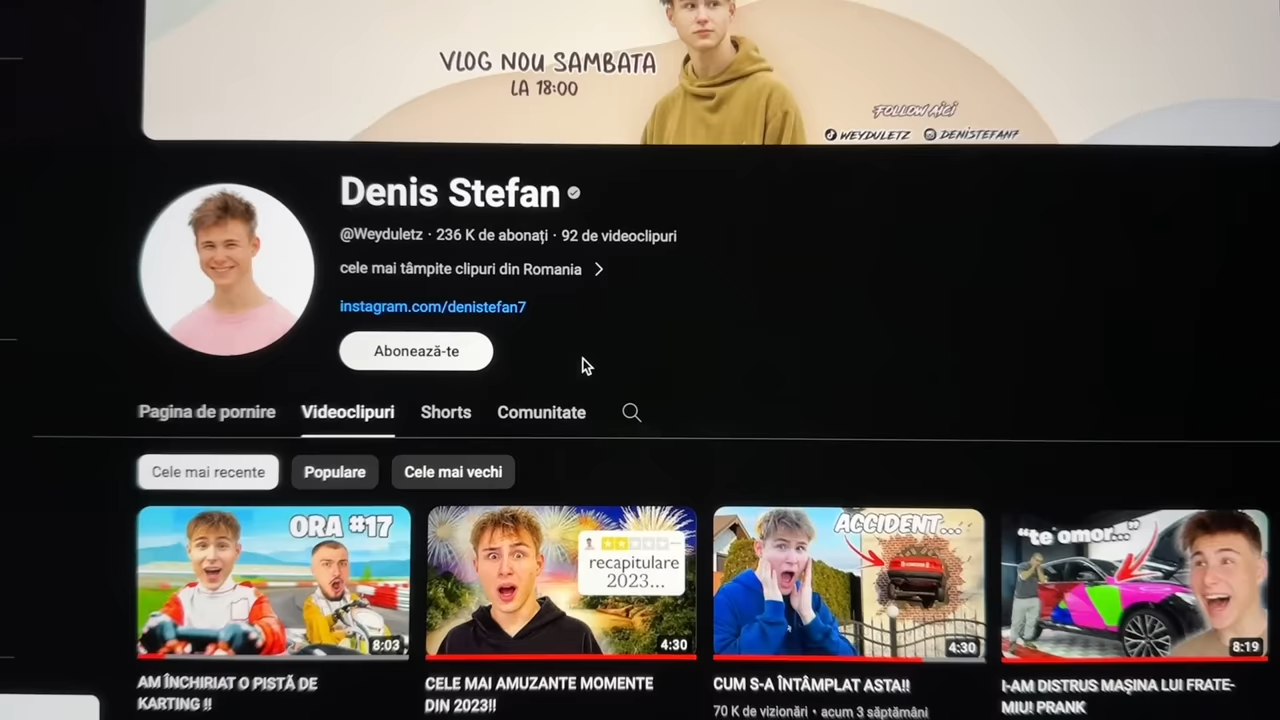 VLOG NOU SAMBATA
LA 18:00
FOLLOW AICI
WEYDULETZ DENISTEFAN7
Denis Stefan
@Weyduletz · 236 K de abonați · 92 de videoclipuri
cele mai tâmpite clipuri din Romania
instagram.com/denistefan7
Abonează-te
Pagina de pornire Videoclipuri Shorts Comunitate
Cele mai recente Populare Cele mai vechi
ORA #17
8:03
recapitulare
2023...
4:30
ACCIDENT...
4:30
"te omor..."
8:19
AM ÎNCHIRIAT O PISTĂ DE
KARTING !!
CELE MAI AMUZANTE MOMENTE
DIN 2023!!
CUM S-A ÎNTÂMPLAT ASTA!!
70 K de vizionări • acum 3 săptămâni
I-AM DISTRUS MAȘINA LUI FRATE-
MIU! PRANK